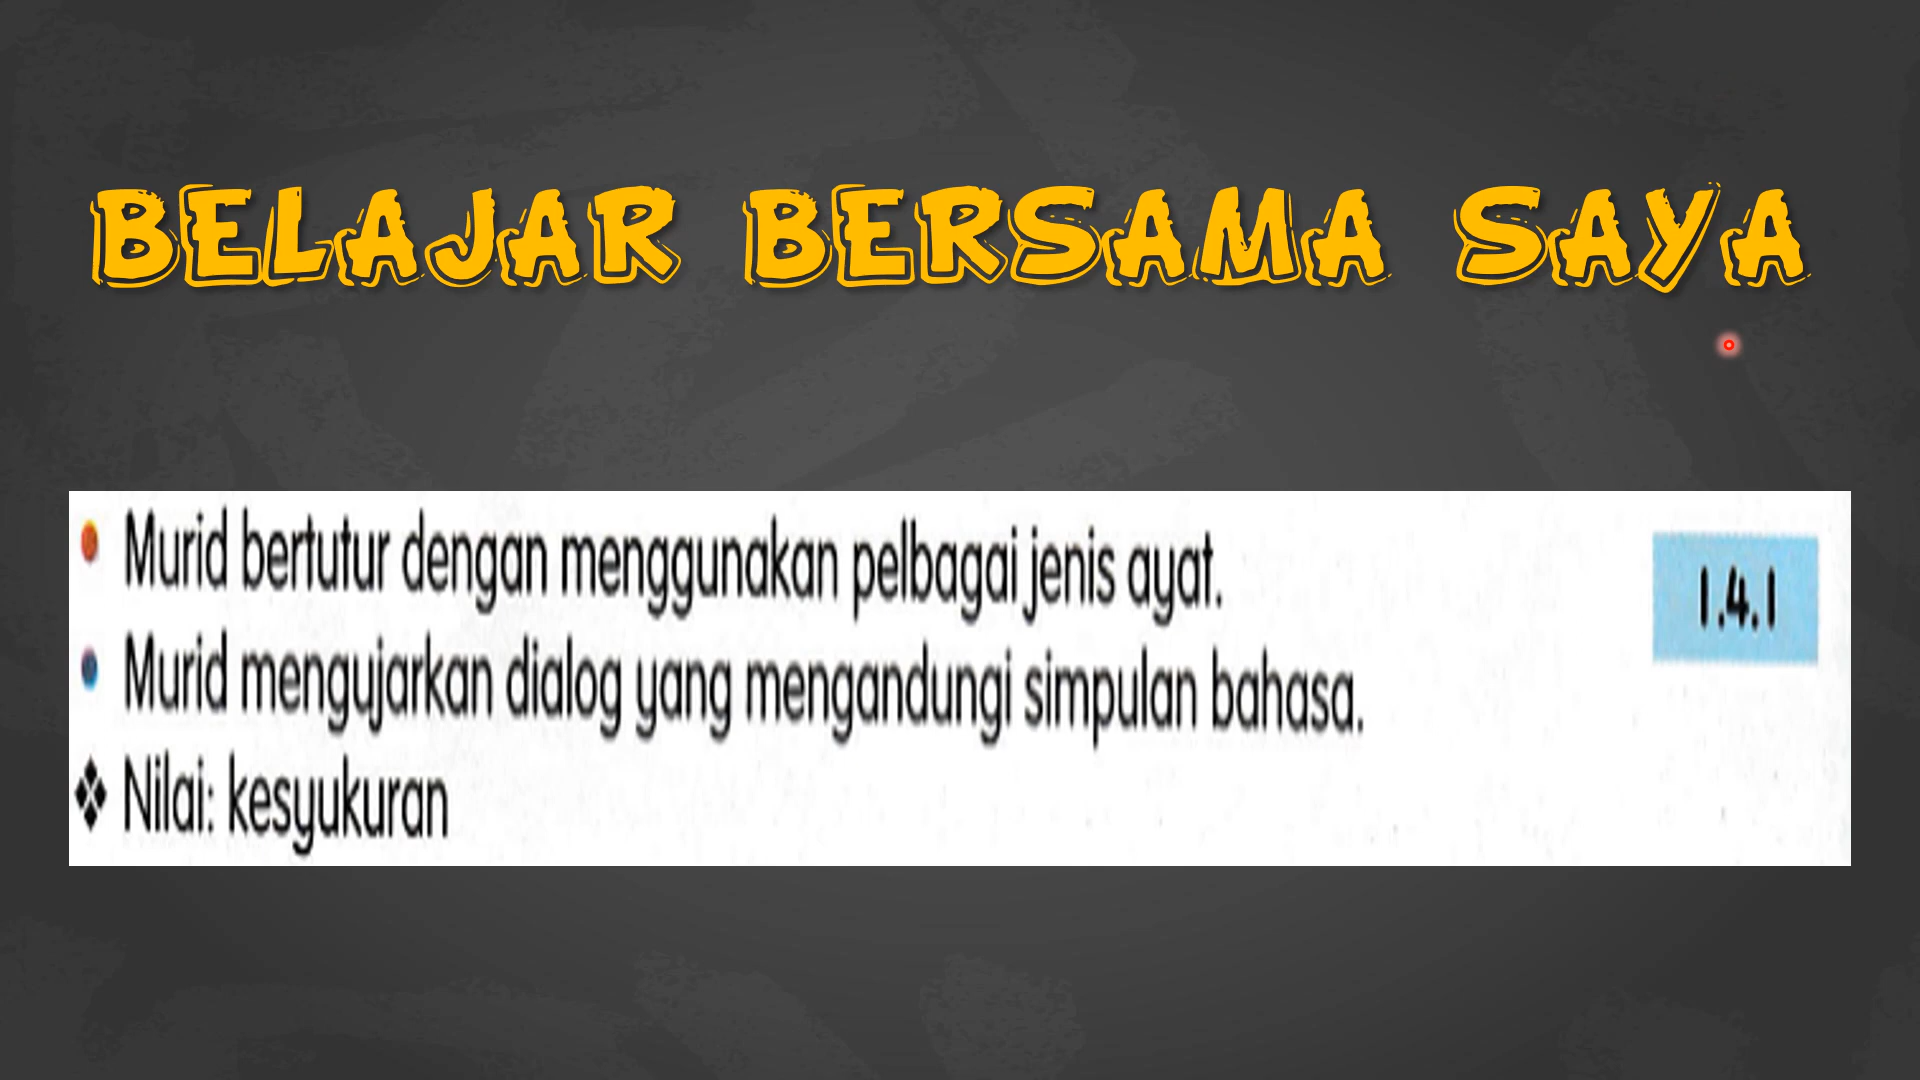 BELAJAR BERSAMA SAYA
Murid bertutur dengan menggunakan pelbagai jenis ayat.
1.4.1
Murid mengujarkan dialog yang mengandungi simpulan bahasa.
Nilai: kesyukuran